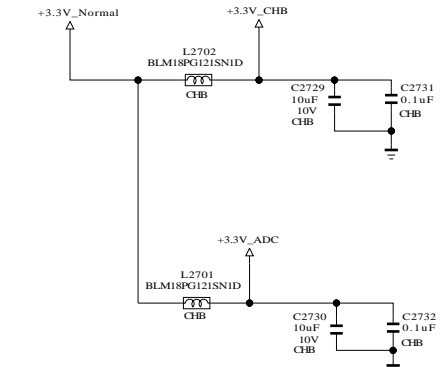 +3.3V_Normal
+3.3V_CHB
L2702
BLM18PG121SN1D
CHB
C2729
10uF
10V
CHB
C2731
0.1uF
CHB
+3.3V_ADC
L2701
BLM18PG121SN1D
CHB
C2730
10uF
10V
CHB
C2732
0.1uF
CHB